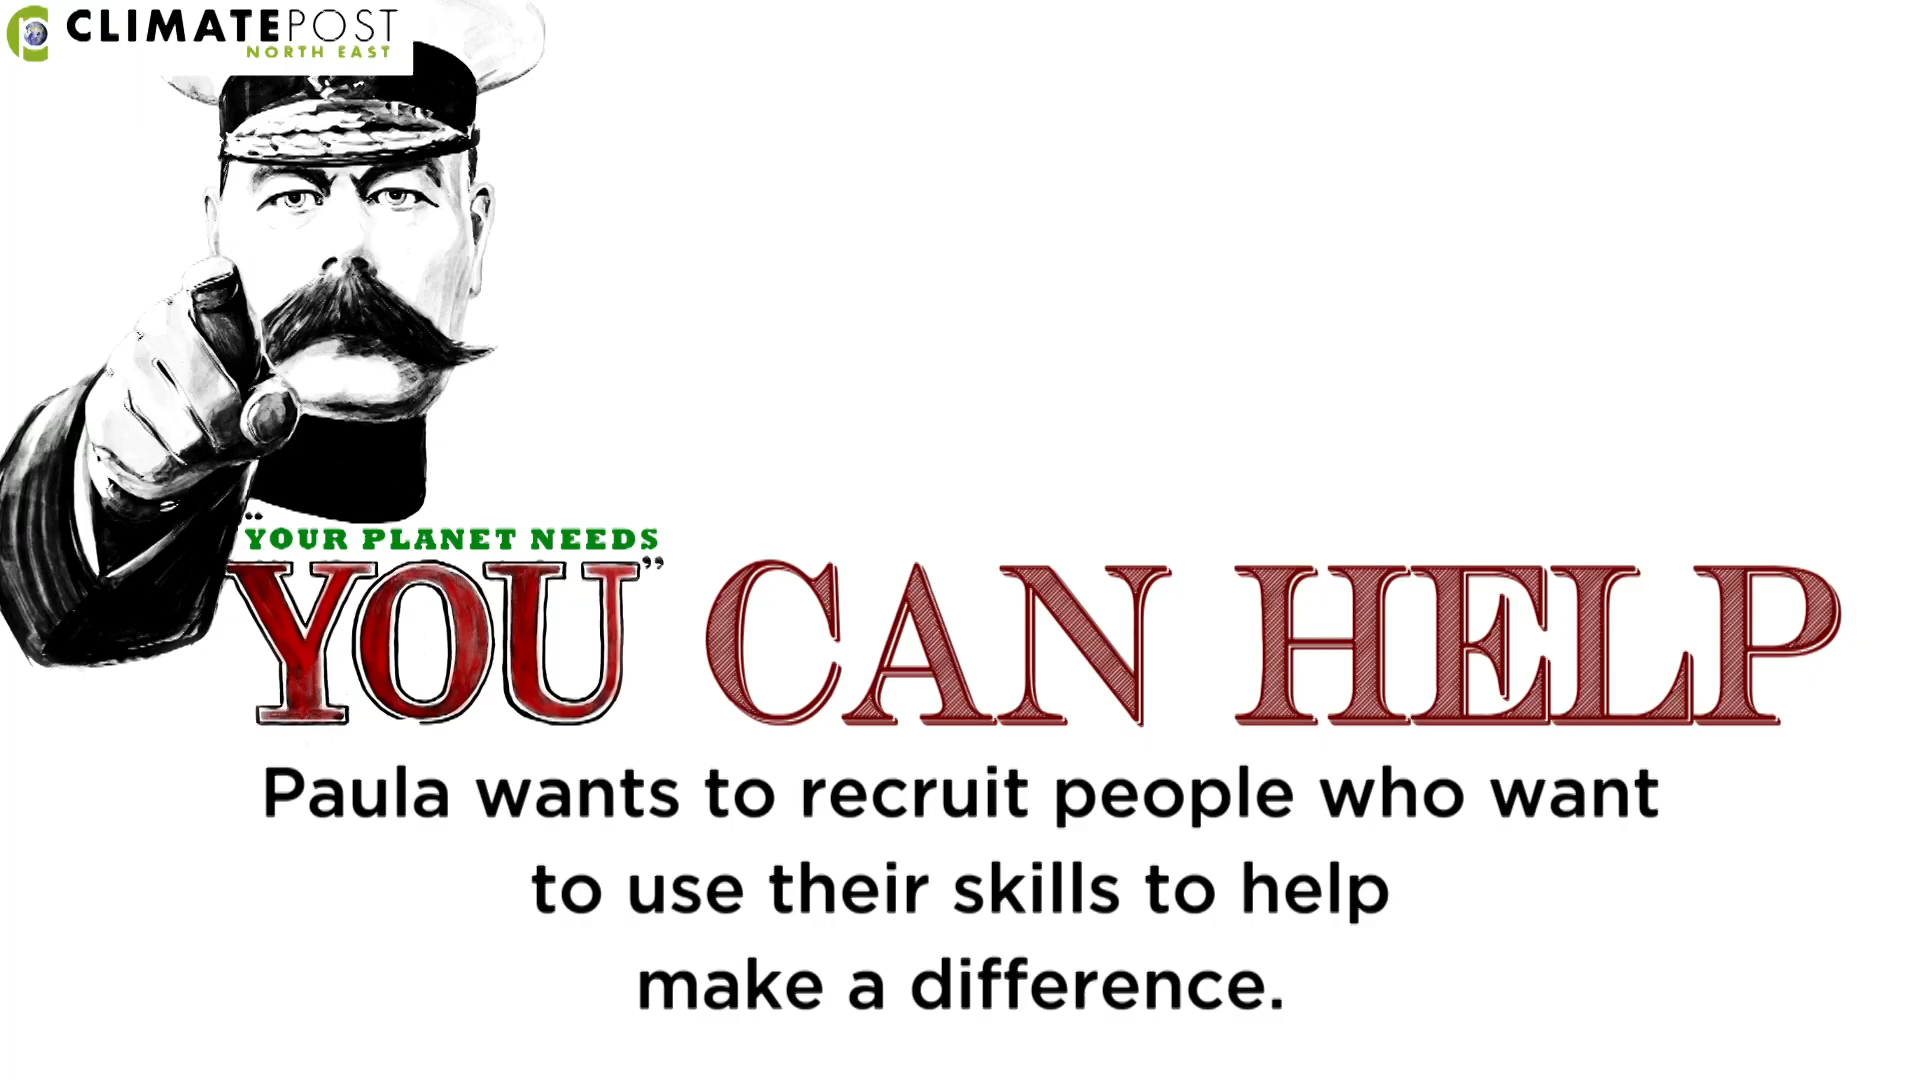 CLIMATEPOST
NORTH EAST
"YOUR PLANET NEEDS
YOU" CAN HELP
Paula wants to recruit people who want
to use their skills to help
make a difference.